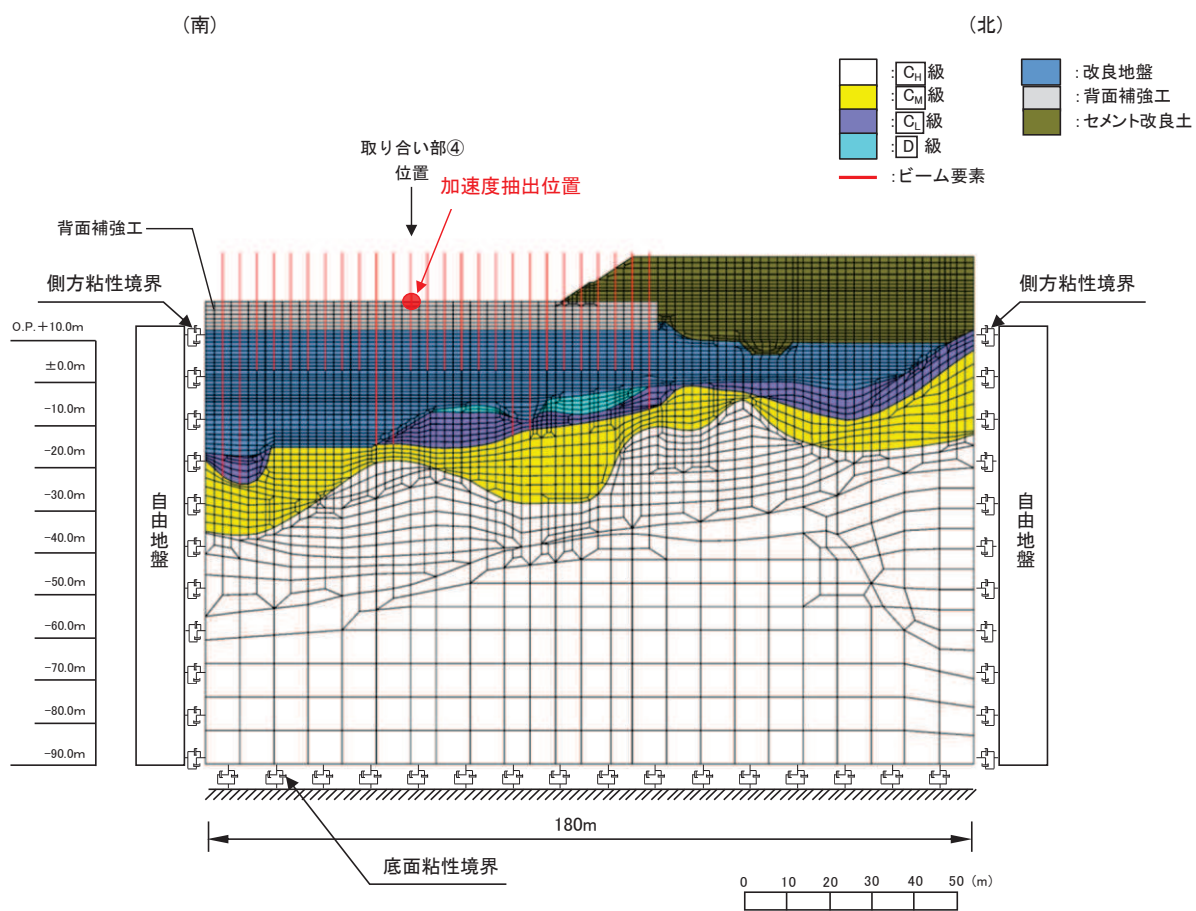 (南)
(北)
:C_H級
:C_M級
:C_L級
:D 級
:ビーム要素
:改良地盤
:背面補強工
:セメント改良土
取り合い部④
位置
加速度抽出位置
背面補強工
側方粘性境界
側方粘性境界
O.P.+10.0m
±0.0m
-10.0m
-20.0m
-30.0m
-40.0m
-50.0m
-60.0m
-70.0m
-80.0m
-90.0m
自由地盤
自由地盤
180m
底面粘性境界
0 10 20 30 40 50 (m)